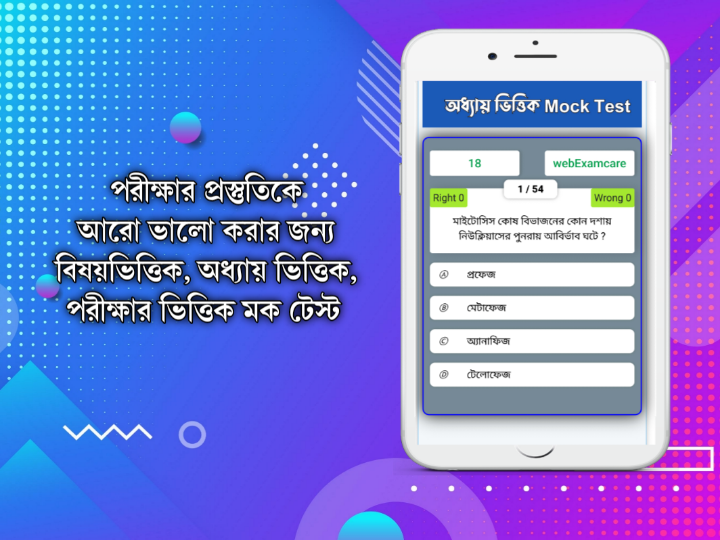 পরীক্ষার প্রস্তুতিকে
আরো ভালো করার জন্য
বিষয়ভিত্তিক, অধ্যায় ভিত্তিক,
পরীক্ষার ভিত্তিক মক টেস্ট
অধ্যায় ভিত্তিক Mock Test
18
webExamcare
1 / 54
Right 0
Wrong 0
মাইটোসিস কোষ বিভাজনের কোন দশায়
নিউক্লিয়াসের পুনরায় আবির্ভাব ঘটে ?
A প্রফেজ
B মেটাফেজ
C অ্যানাফিজ
D টেলোফেজ